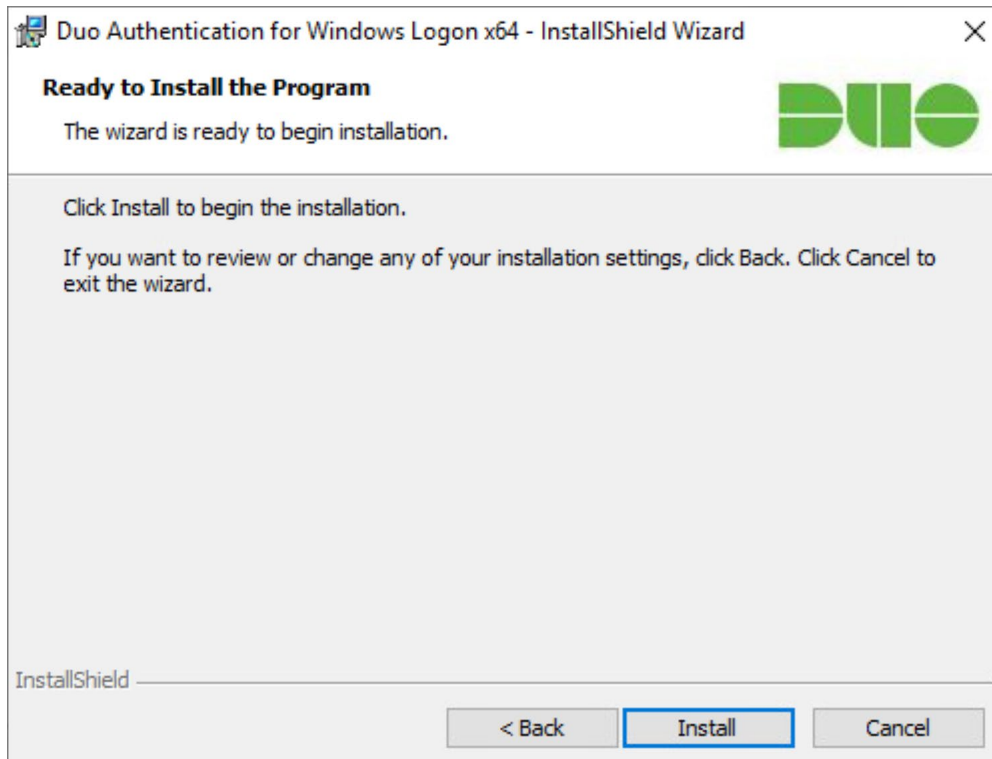 Duo Authentication for Windows Logon x64 - InstallShield Wizard
Ready to Install the Program
The wizard is ready to begin installation.
DUO
Click Install to begin the installation.
If you want to review or change any of your installation settings, click Back. Click Cancel to
exit the wizard.
InstallShield
< Back
Install
Cancel